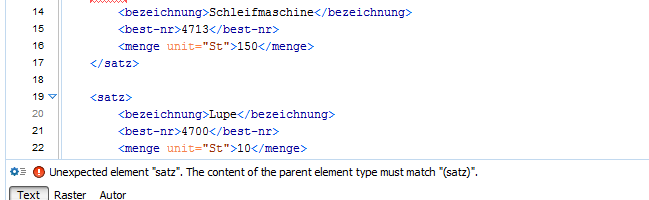 14 <bezeichnung>Schleifmaschine</bezeichnung>
15 <best-nr>4713</best-nr>
16 <menge unit="St">150</menge>
17 </satz>
18
19 <satz>
20 <bezeichnung>Lupe</bezeichnung>
21 <best-nr>4700</best-nr>
22 <menge unit="St">10</menge>
Unexpected element "satz". The content of the parent element type must match "(satz)".
Text Raster Autor